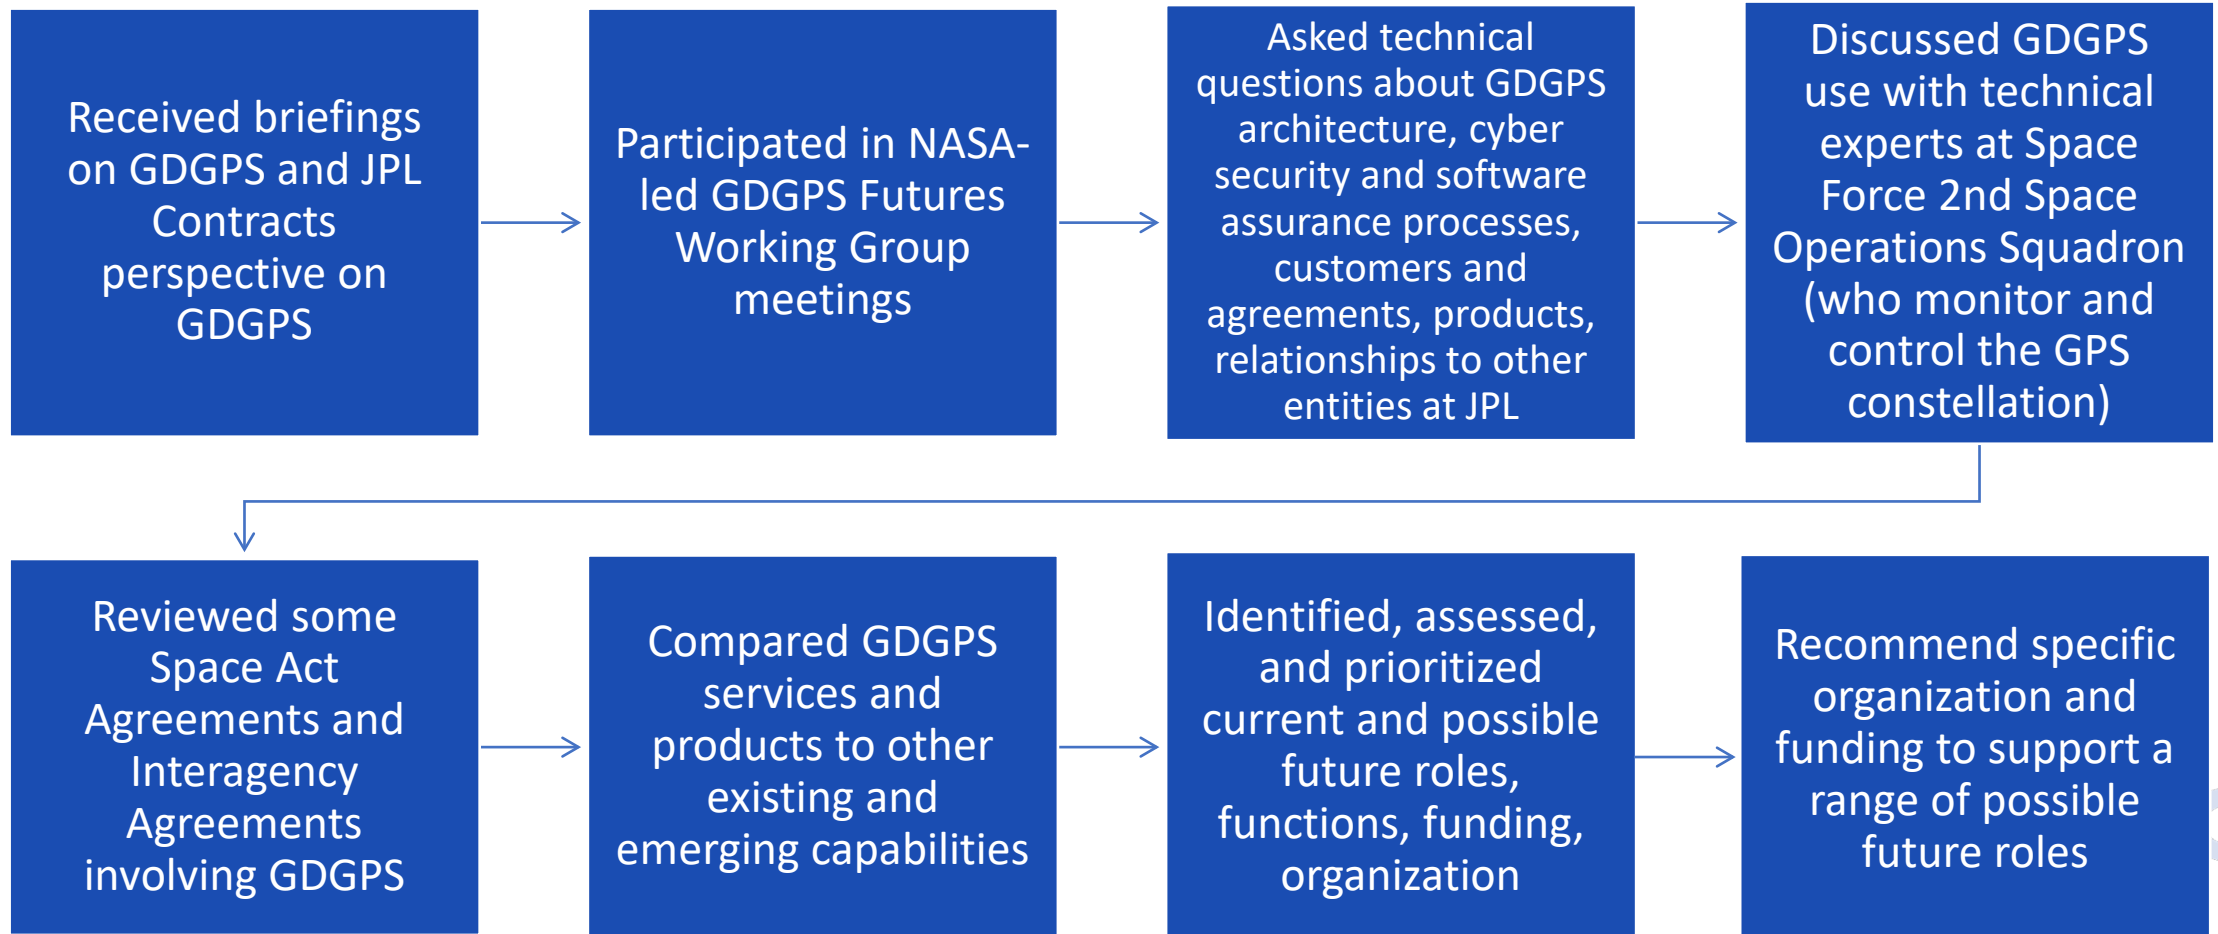 Received briefings
on GDGPS and JPL
Contracts
perspective on
GDGPS
Participated in NASA-
led GDGPS Futures
Working Group
meetings
Asked technical
questions about GDGPS
architecture, cyber
security and software
assurance processes,
customers and
agreements, products,
relationships to other
entities at JPL
Discussed GDGPS
use with technical
experts at Space
Force 2nd Space
Operations Squadron
(who monitor and
control the GPS
constellation)
Reviewed some
Space Act
Agreements and
Interagency
Agreements
involving GDGPS
Compared GDGPS
services and
products to other
existing and
emerging capabilities
Identified, assessed,
and prioritized
current and possible
future roles,
functions, funding,
organization
Recommend specific
organization and
funding to support a
range of possible
future roles